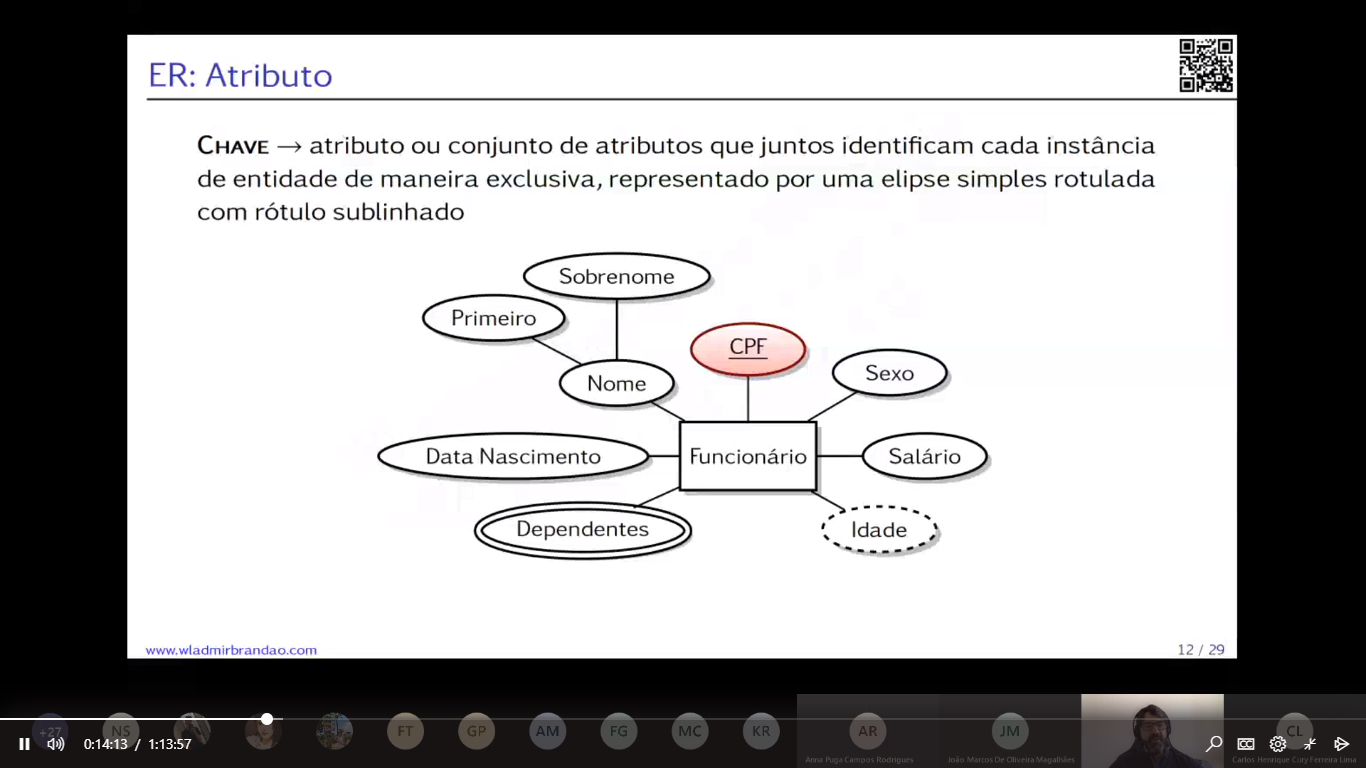 ER: Atributo
CHAVE → atributo ou conjunto de atributos que juntos identificam cada instância
de entidade de maneira exclusiva, representado por uma elipse simples rotulada
com rótulo sublinhado
Sobrenome
Primeiro
CPF
Nome
Sexo
Data Nascimento
Funcionário
Salário
Dependentes
Idade
www.wladmirbrandao.com
12 / 29
+27
NS
FT
GP
AM
FG
MC
KR
AR
JM
CL
0:14:13 / 1:13:57
CC
Anna Puga Campos Rodrigues
João Marcos De Oliveira Magalhães
Carlos Henrique Cury Ferreira Lima